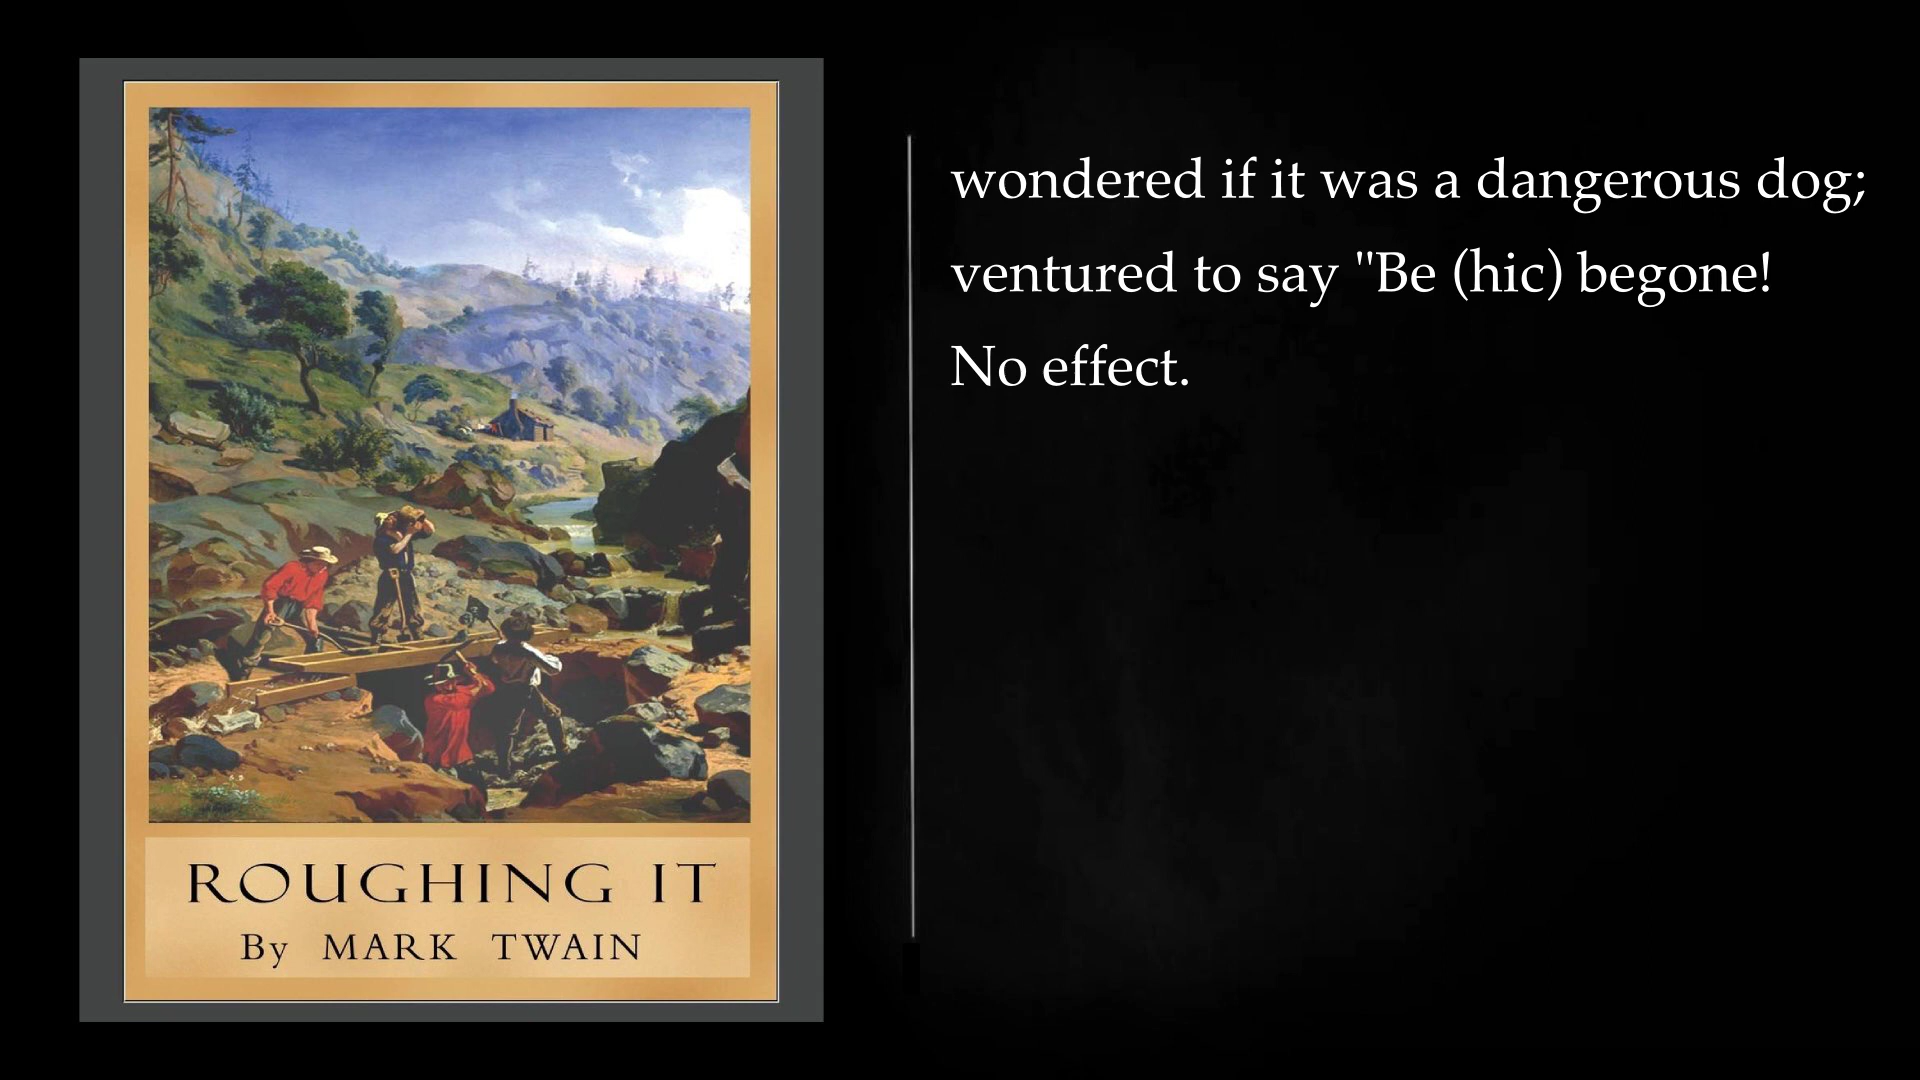 wondered if it was a dangerous dog;
ventured to say "Be (hic) begone!
No effect.
ROUGHING IT
By MARK TWAIN